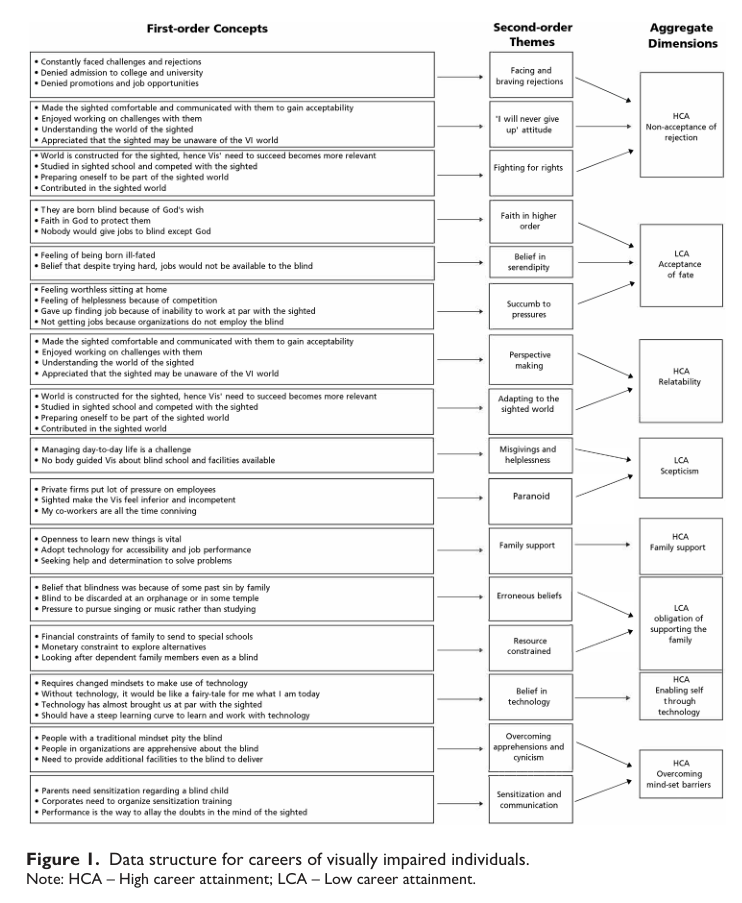 First-order Concepts
Second-order
Themes
Aggregate
Dimensions
• Constantly faced challenges and rejections
• Denied admission to college and university
• Denied promotions and job opportunities
Facing and
braving rejections
• Made the sighted comfortable and communicated with them to gain acceptability
• Enjoyed working on challenges with them
• Understanding the world of the sighted
• Appreciated that the sighted may be unaware of the VI world
'I will never give
up' attitude
HCA
Non-acceptance of
rejection
• World is constructed for the sighted, hence Vis' need to succeed becomes more relevant
• Studied in sighted school and competed with the sighted
• Preparing oneself to be part of the sighted world
• Contributed in the sighted world
Fighting for rights
• They are born blind because of God's wish
• Faith in God to protect them
• Nobody would give jobs to blind except God
Faith in higher
order
• Feeling of being born ill-fated
• Belief that despite trying hard, jobs would not be available to the blind
Belief in
serendipity
LCA
Acceptance
of fate
• Feeling worthless sitting at home
• Feeling of helplessness because of competition
• Gave up finding job because of inability to work at par with the sighted
• Not getting jobs because organizations do not employ the blind
Succumb to
pressures
• Made the sighted comfortable and communicated with them to gain acceptability
• Enjoyed working on challenges with them
• Understanding the world of the sighted
• Appreciated that the sighted may be unaware of the VI world
Perspective
making
HCA
Relatability
• World is constructed for the sighted, hence Vis' need to succeed becomes more relevant
• Studied in sighted school and competed with the sighted
• Preparing oneself to be part of the sighted world
• Contributed in the sighted world
Adapting to the
sighted world
• Managing day-to-day life is a challenge
• No body guided Vis about blind school and facilities available
Misgivings and
helplessness
LCA
Scepticism
• Private firms put lot of pressure on employees
• Sighted make the Vis feel inferior and incompetent
• My co-workers are all the time conniving
Paranoid
• Openness to learn new things is vital
• Adopt technology for accessibility and job performance
• Seeking help and determination to solve problems
Family support
HCA
Family support
• Belief that blindness was because of some past sin by family
• Blind to be discarded at an orphanage or in some temple
• Pressure to pursue singing or music rather than studying
Erroneous beliefs
LCA
obligation of
supporting the
family
• Financial constraints of family to send to special schools
• Monetary constraint to explore alternatives
• Looking after dependent family members even as a blind
Resource
constrained
• Requires changed mindsets to make use of technology
• Without technology, it would be like a fairy-tale for me what I am today
• Technology has almost brought us at par with the sighted
• Should have a steep learning curve to learn and work with technology
Belief in
technology
HCA
Enabling self
through
technology
• People with a traditional mindset pity the blind
• People in organizations are apprehensive about the blind
• Need to provide additional facilities to the blind to deliver
Overcoming
apprehensions and
cynicism
HCA
Overcoming
mind-set barriers
• Parents need sensitization regarding a blind child
• Corporates need to organize sensitization training
• Performance is the way to allay the doubts in the mind of the sighted
Sensitization and
communication
Figure 1. Data structure for careers of visually impaired individuals.
Note: HCA – High career attainment; LCA – Low career attainment.